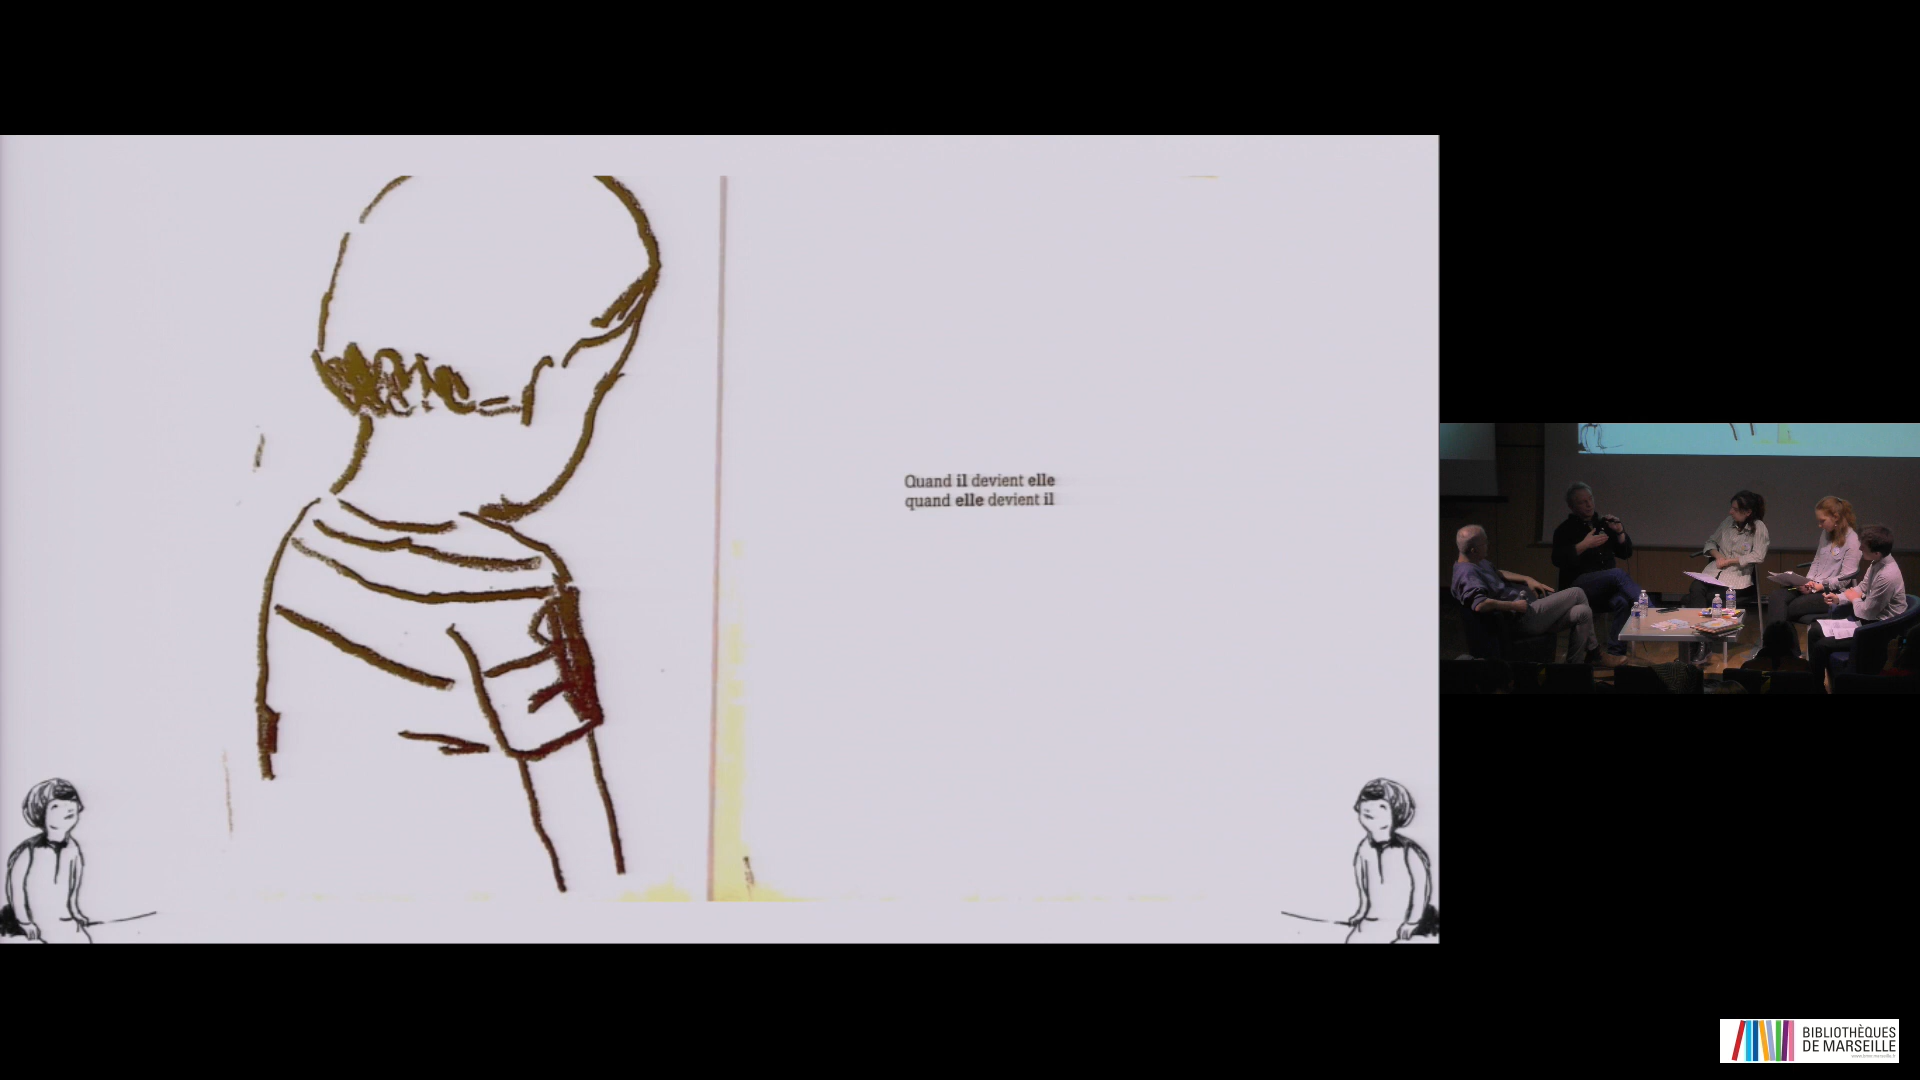 Quand il devient elle
quand elle devient il
BIBLIOTHÈQUES
DE MARSEILLE